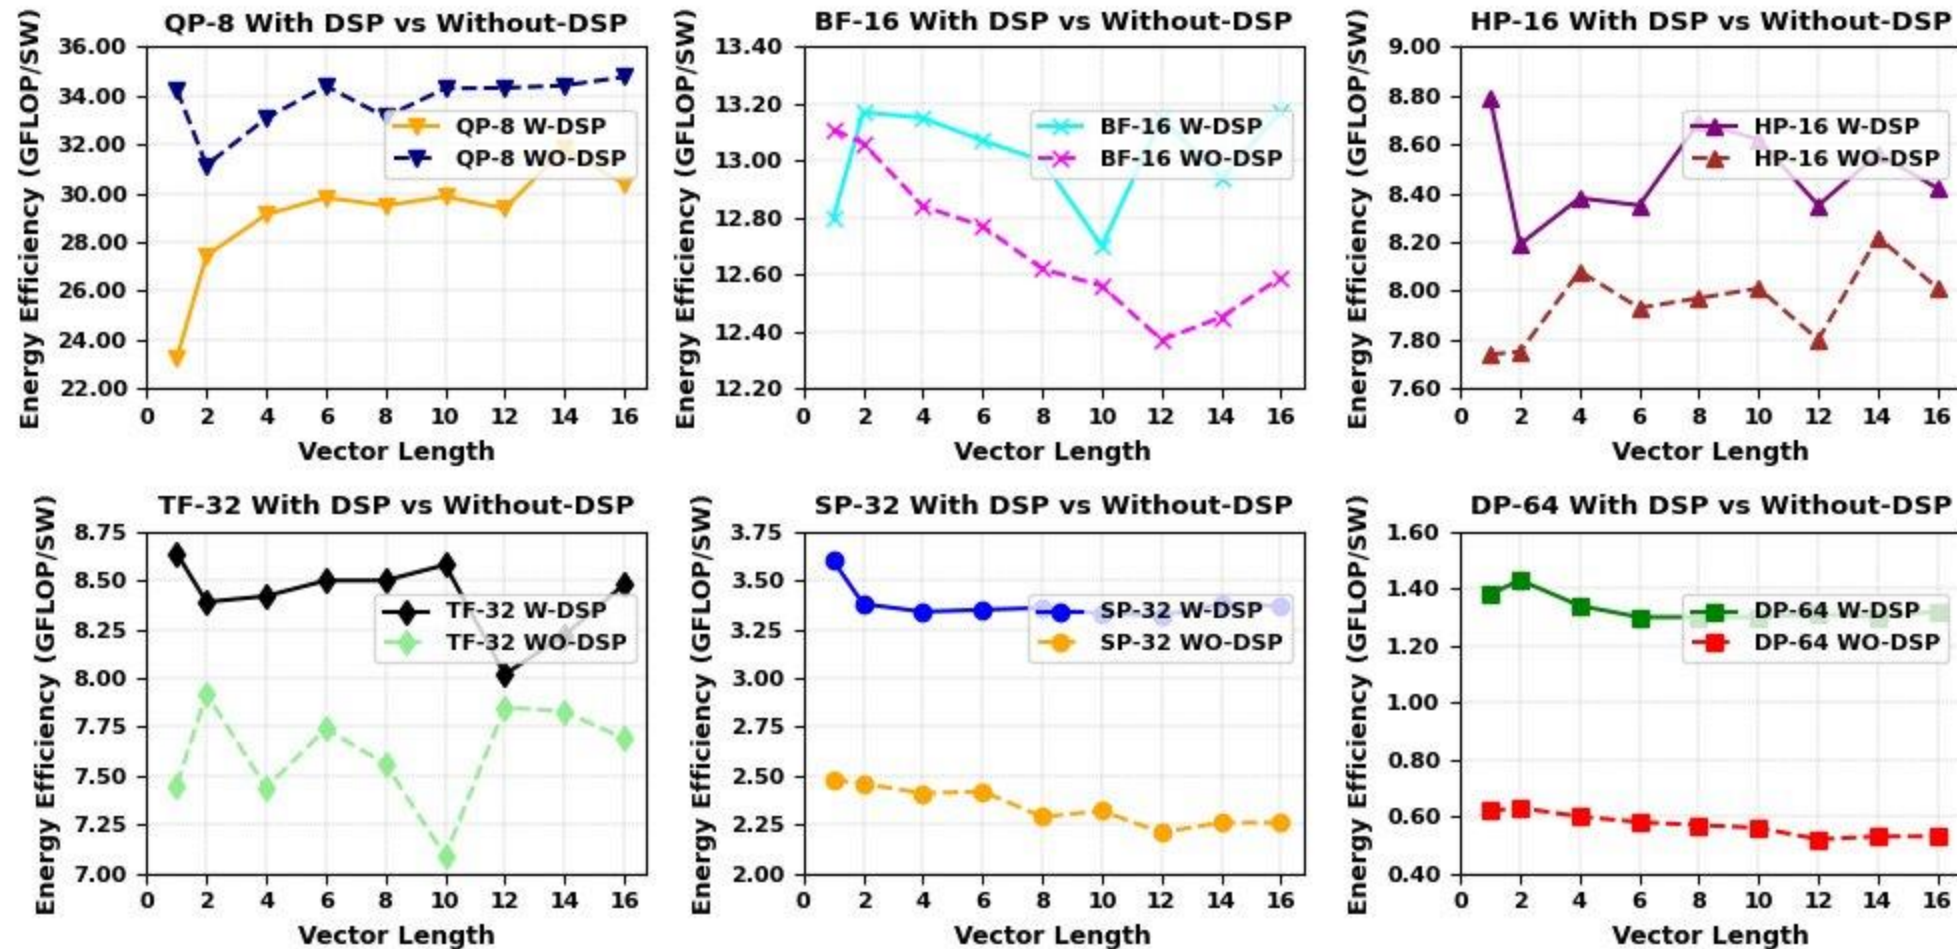 QP-8 With DSP vs Without-DSP
Energy Efficiency (GFLOP/SW)
36.00
34.00
32.00
30.00
28.00
26.00
24.00
22.00
QP-8 W-DSP
QP-8 WO-DSP
0 2 4 6 8 10 12 14 16
Vector Length
BF-16 With DSP vs Without-DSP
Energy Efficiency (GFLOP/SW)
13.40
13.20
13.00
12.80
12.60
12.40
12.20
BF-16 W-DSP
BF-16 WO-DSP
0 2 4 6 8 10 12 14 16
Vector Length
HP-16 With DSP vs Without-DSP
Energy Efficiency (GFLOP/SW)
9.00
8.80
8.60
8.40
8.20
8.00
7.80
7.60
HP-16 W-DSP
HP-16 WO-DSP
0 2 4 6 8 10 12 14 16
Vector Length
TF-32 With DSP vs Without-DSP
Energy Efficiency (GFLOP/SW)
8.75
8.50
8.25
8.00
7.75
7.50
7.25
7.00
TF-32 W-DSP
TF-32 WO-DSP
0 2 4 6 8 10 12 14 16
Vector Length
SP-32 With DSP vs Without-DSP
Energy Efficiency (GFLOP/SW)
3.75
3.50
3.25
3.00
2.75
2.50
2.25
2.00
SP-32 W-DSP
SP-32 WO-DSP
0 2 4 6 8 10 12 14 16
Vector Length
DP-64 With DSP vs Without-DSP
Energy Efficiency (GFLOP/SW)
1.60
1.40
1.20
1.00
0.80
0.60
0.40
DP-64 W-DSP
DP-64 WO-DSP
0 2 4 6 8 10 12 14 16
Vector Length